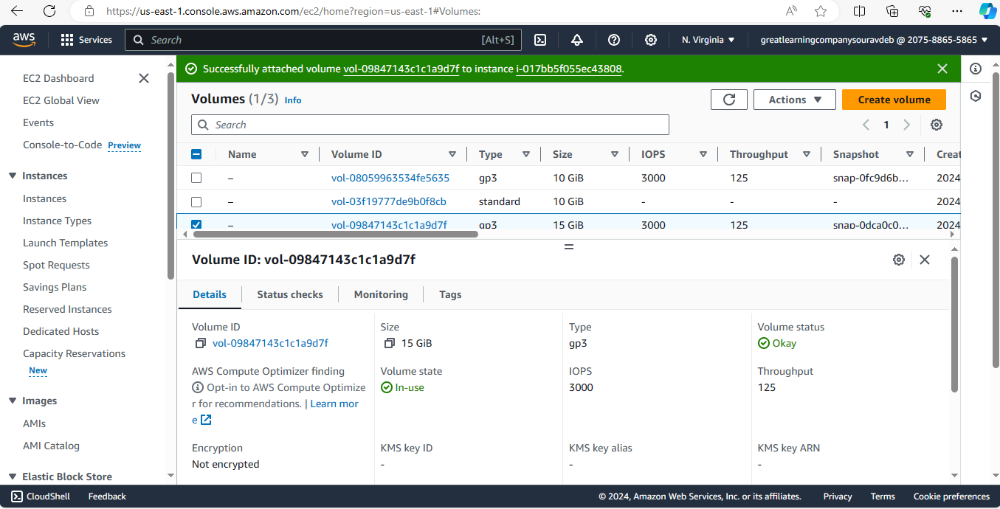 https://us-east-1.console.aws.amazon.com/ec2/home?region=us-east-1#Volumes:
aws
Services
Search
[Alt+S]
N. Virginia
greatlearningcompanysouravdeb @ 2075-8865-5865
EC2 Dashboard
EC2 Global View
Events
Console-to-Code Preview
Instances
Instances
Instance Types
Launch Templates
Spot Requests
Savings Plans
Reserved Instances
Dedicated Hosts
Capacity Reservations
New
Images
AMIs
AMI Catalog
Elastic Block Store
Successfully attached volume vol-09847143c1c1a9d7f to instance i-017bb5f055ec43808.
Volumes (1/3) Info
Actions
Create volume
Search
1
Name Volume ID Type Size IOPS Throughput Snapshot Creat
– vol-08059963534fe5635 gp3 10 GiB 3000 125 snap-0fc9d6b... 2024
– vol-03f19777de9b0f8cb standard 10 GiB - - - 2024
– vol-09847143c1c1a9d7f gp3 15 GiB 3000 125 snap-0dca0c0... 2024
Volume ID: vol-09847143c1c1a9d7f
Details Status checks Monitoring Tags
Volume ID
vol-09847143c1c1a9d7f
Size
15 GiB
Type
gp3
Volume status
Okay
AWS Compute Optimizer finding
Opt-in to AWS Compute Optimize
r for recommendations. | Learn mor
e
Volume state
In-use
IOPS
3000
Throughput
125
Encryption
Not encrypted
KMS key ID
-
KMS key alias
-
KMS key ARN
-
CloudShell Feedback
© 2024, Amazon Web Services, Inc. or its affiliates. Privacy Terms Cookie preferences